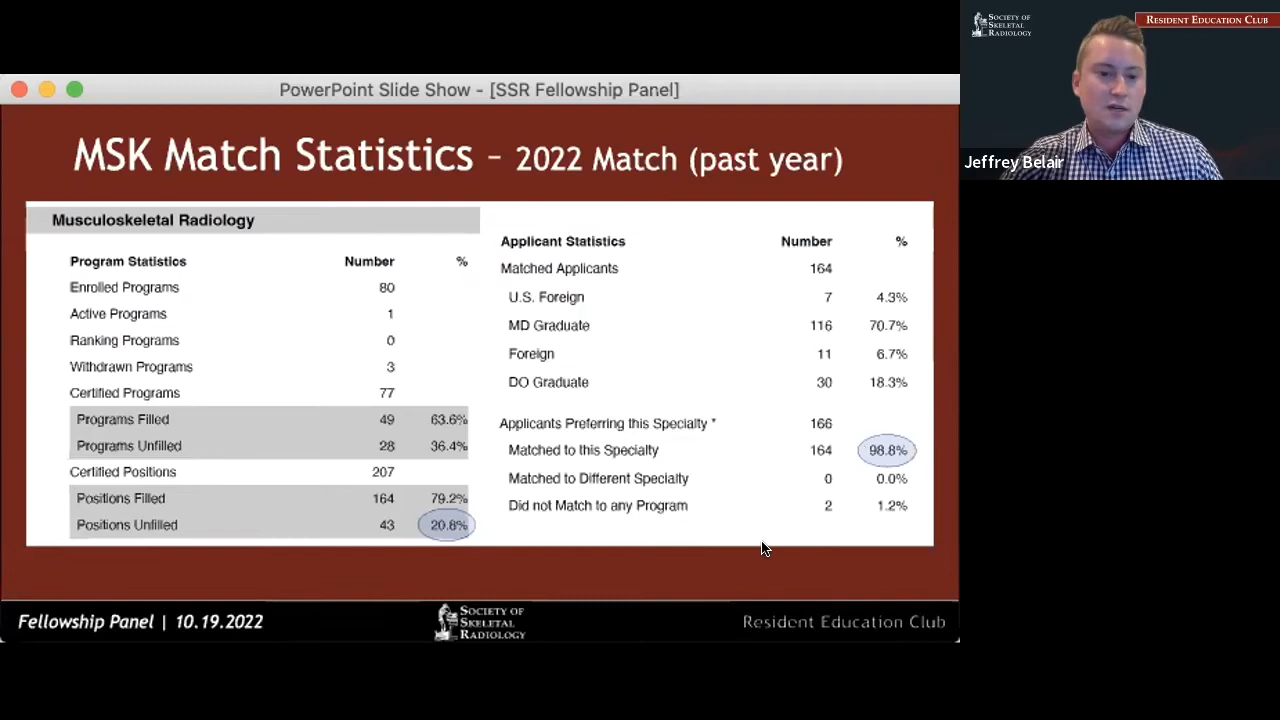 PowerPoint Slide Show - [SSR Fellowship Panel]
MSK Match Statistics - 2022 Match (past year)
Musculoskeletal Radiology
Program Statistics Number %
Enrolled Programs 80
Active Programs 1
Ranking Programs 0
Withdrawn Programs 3
Certified Programs 77
Programs Filled 49 63.6%
Programs Unfilled 28 36.4%
Certified Positions 207
Positions Filled 164 79.2%
Positions Unfilled 43 20.8%
Applicant Statistics Number %
Matched Applicants 164
U.S. Foreign 7 4.3%
MD Graduate 116 70.7%
Foreign 11 6.7%
DO Graduate 30 18.3%
Applicants Preferring this Specialty * 166
Matched to this Specialty 164 98.8%
Matched to Different Specialty 0 0.0%
Did not Match to any Program 2 1.2%
Fellowship Panel | 10.19.2022
Society of
Skeletal
Radiology
Resident Education Club
Society of
Skeletal
Radiology
Resident Education Club
Jeffrey Belair